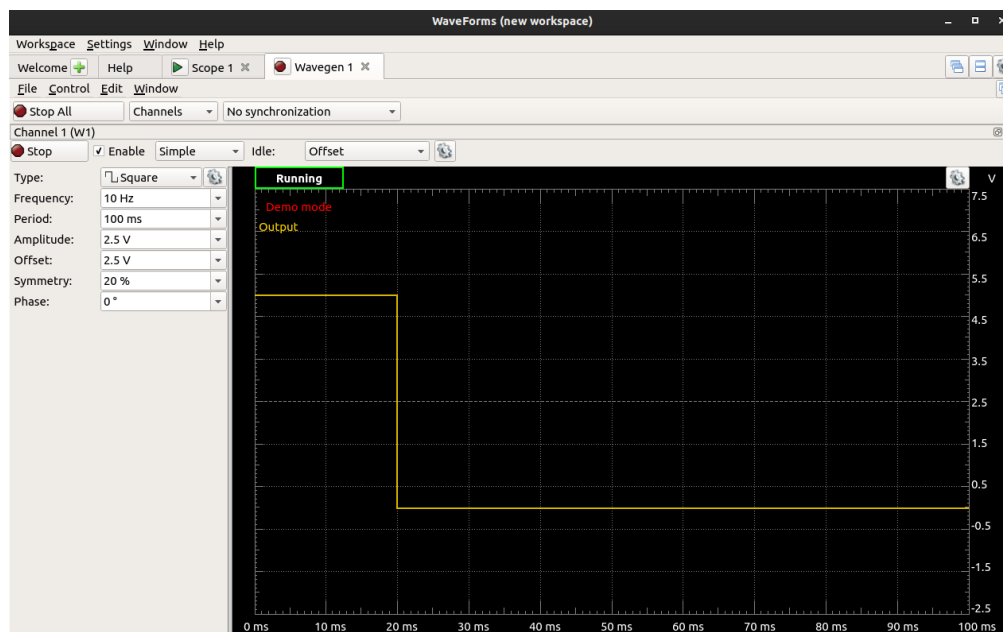 WaveForms (new workspace)
Workspace Settings Window Help
Welcome Help Scope 1 Wavegen 1
File Control Edit Window
Stop All Channels No synchronization
Channel 1 (W1)
Stop Enable Simple Idle: Offset
Type: Square
Frequency: 10 Hz
Period: 100 ms
Amplitude: 2.5 V
Offset: 2.5 V
Symmetry: 20 %
Phase: 0 °
Running V
Demo mode
Output
7.5
6.5
5.5
4.5
3.5
2.5
1.5
0.5
-0.5
-1.5
-2.5
0 ms 10 ms 20 ms 30 ms 40 ms 50 ms 60 ms 70 ms 80 ms 90 ms 100 ms